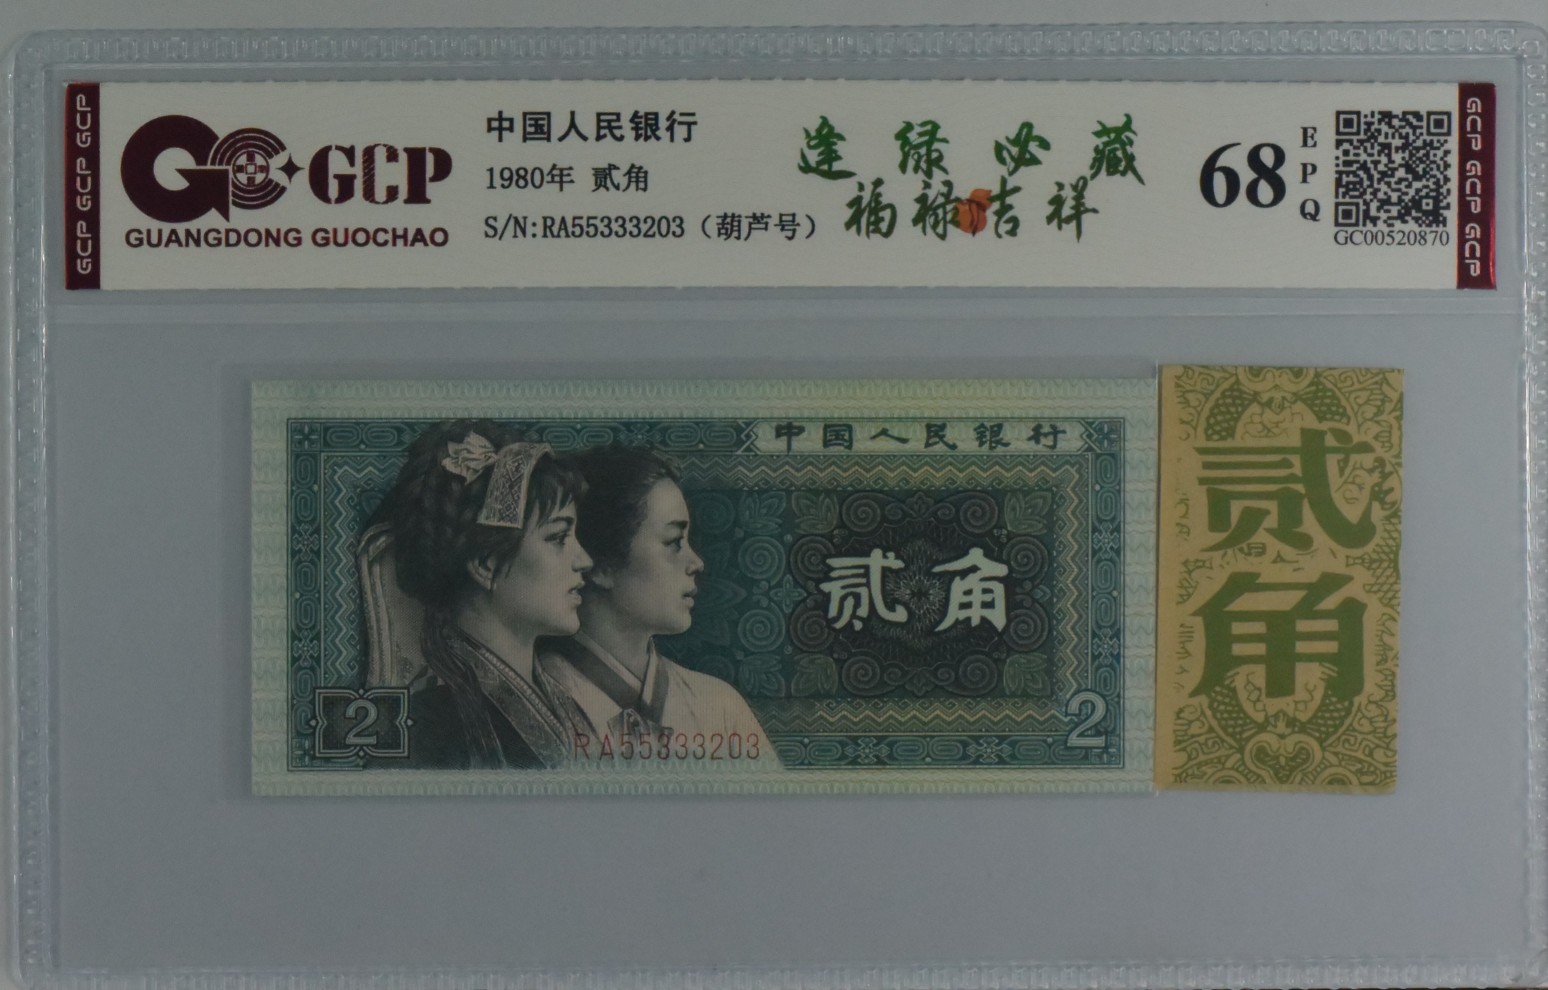 GCP GCP GCP
GCP
GUANGDONG GUOCHAO
中国人民银行
1980年 贰角
S/N:RA55333203（葫芦号）
逢绿必藏
福禄吉祥
68
EPQ
GC00520870
GCP GCP GCP
中国人民银行
贰角
2
2
RA55333203
贰角